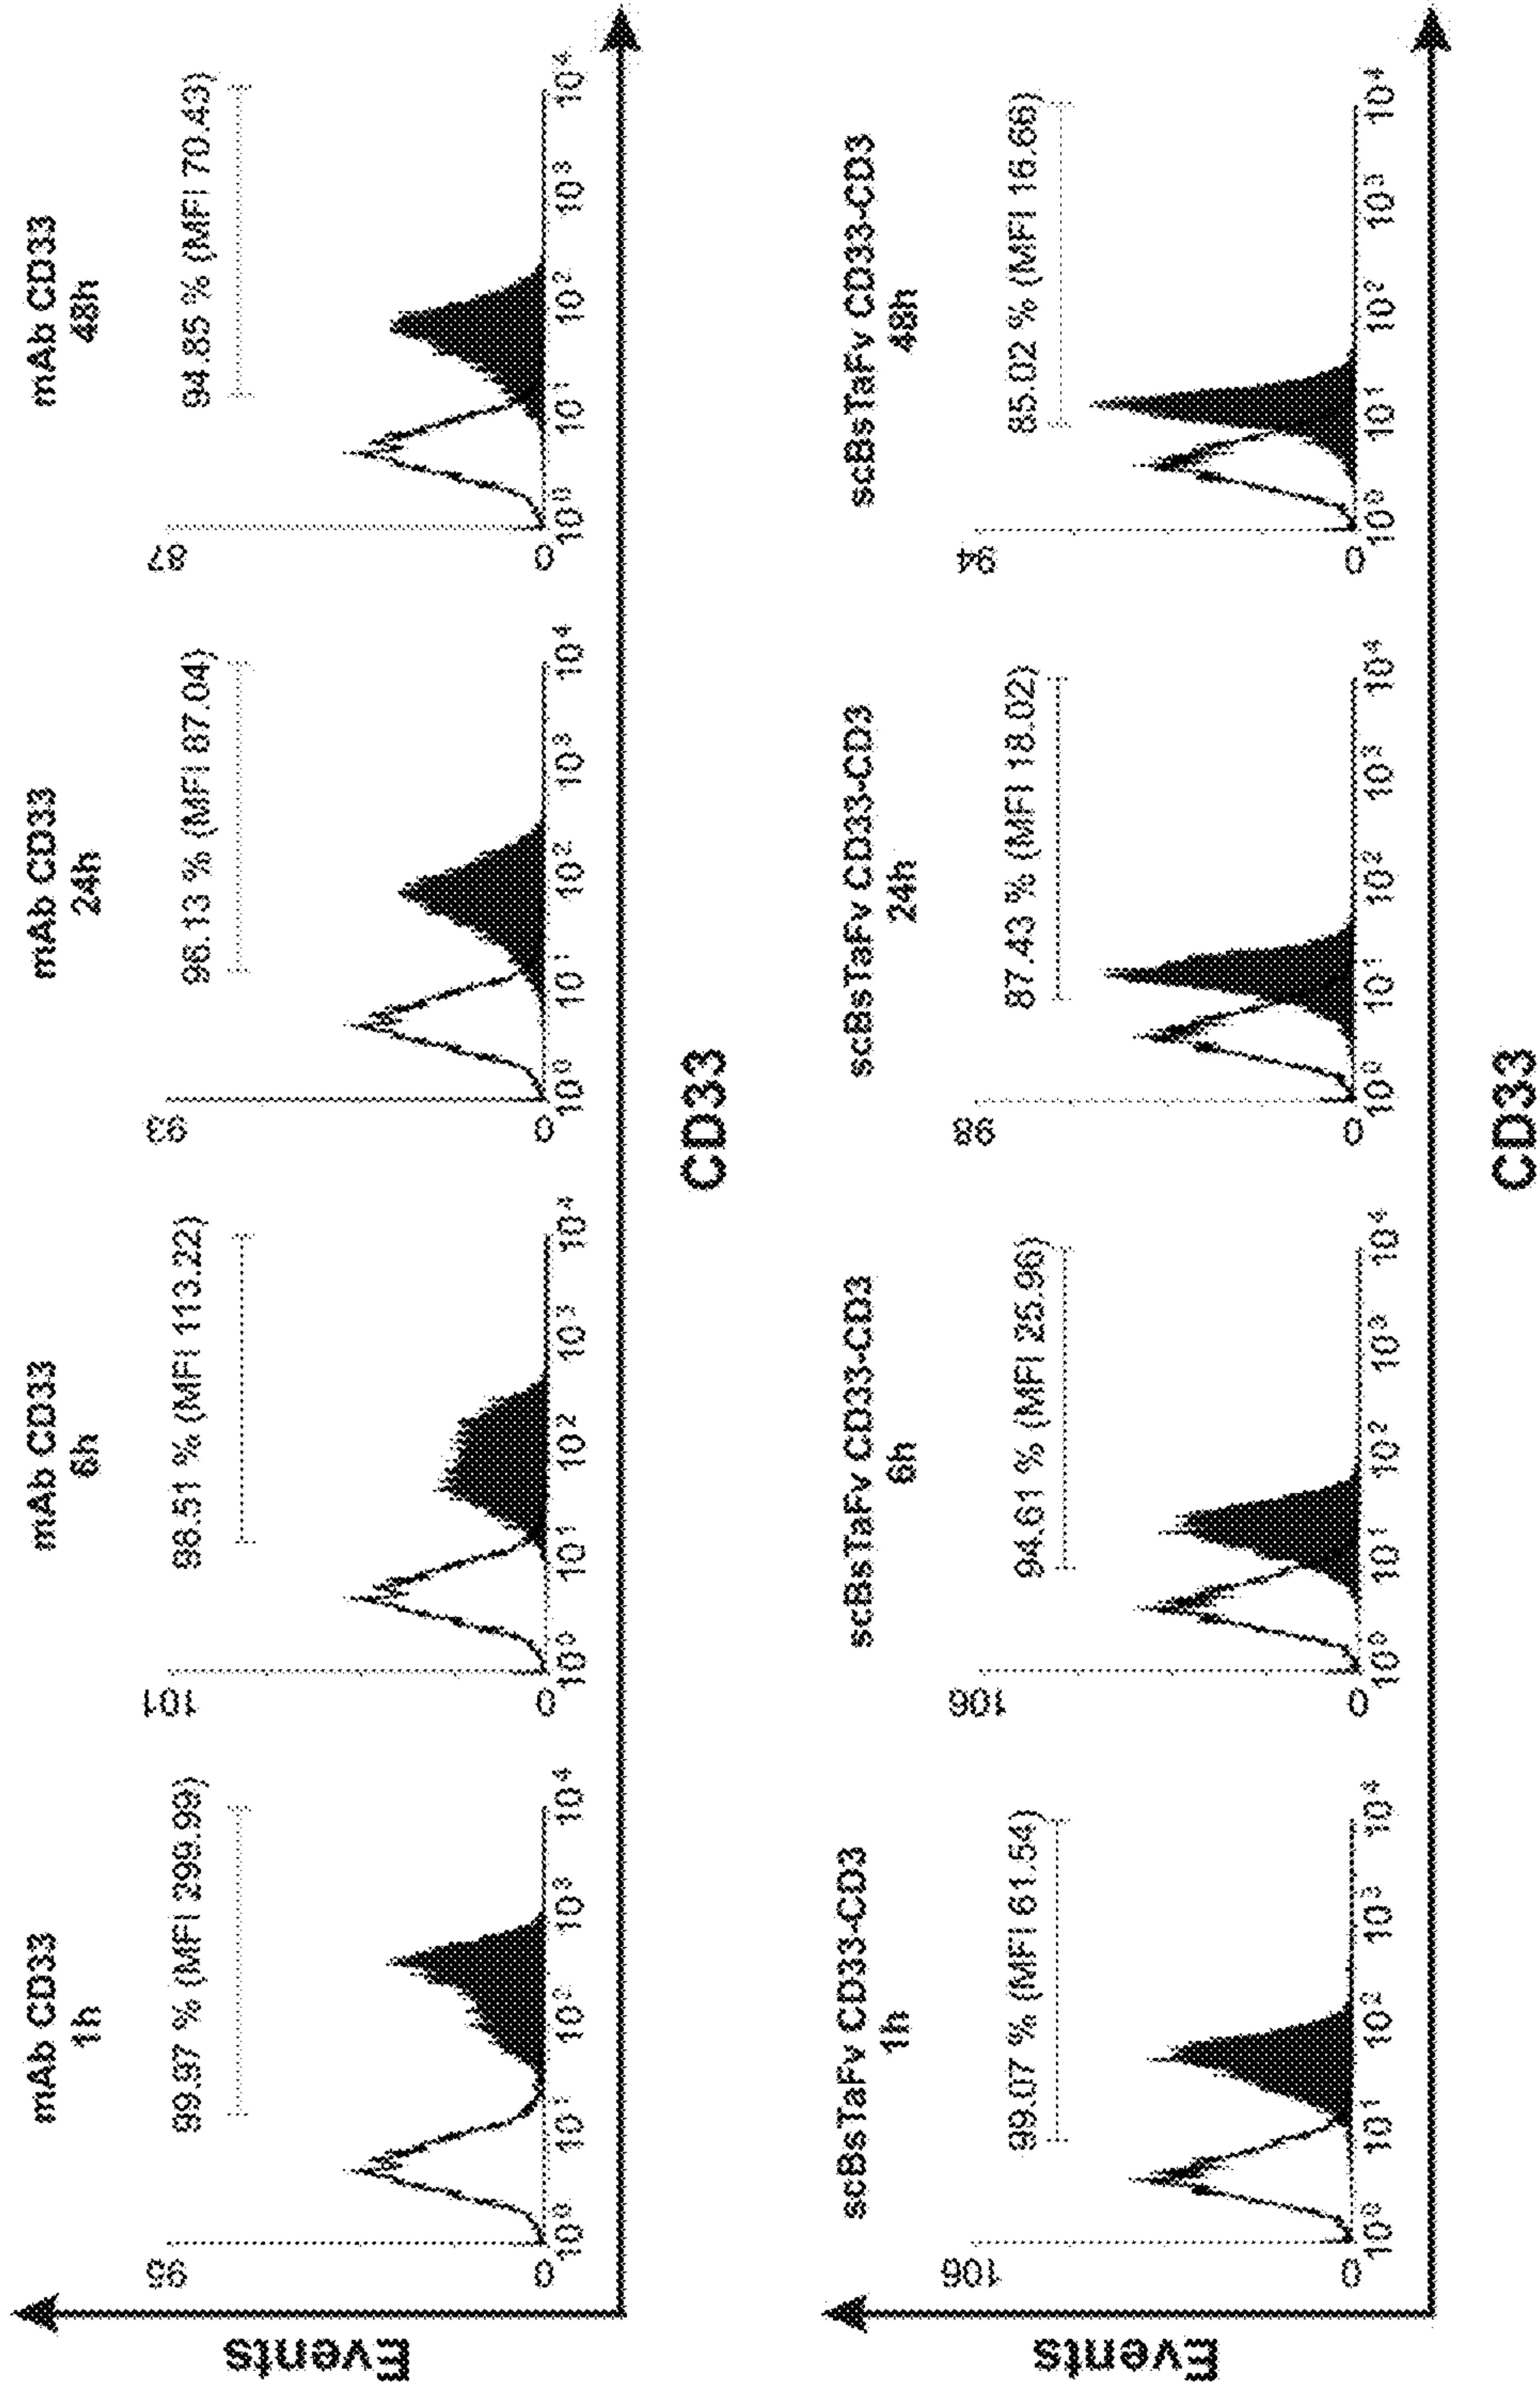 mAb CD33
1h
99.97 % (MFI 299.99)
Events
0
10⁰ 10¹ 10² 10³ 10⁴
mAb CD33
6h
98.51 % (MFI 113.22)
101
0
10⁰ 10¹ 10² 10³ 10⁴
mAb CD33
24h
96.13 % (MFI 87.04)
93
0
10⁰ 10¹ 10² 10³ 10⁴
mAb CD33
48h
94.85 % (MFI 70.43)
87
0
10⁰ 10¹ 10² 10³ 10⁴
CD33
scBsTaFv CD33-CD3
1h
99.07 % (MFI 61.54)
Events
106
0
10⁰ 10¹ 10² 10³ 10⁴
scBsTaFv CD33-CD3
6h
94.61 % (MFI 25.96)
106
0
10⁰ 10¹ 10² 10³ 10⁴
scBsTaFv CD33-CD3
24h
87.43 % (MFI 18.02)
98
0
10⁰ 10¹ 10² 10³ 10⁴
scBsTaFv CD33-CD3
48h
85.02 % (MFI 16.66)
94
0
10⁰ 10¹ 10² 10³ 10⁴
CD33